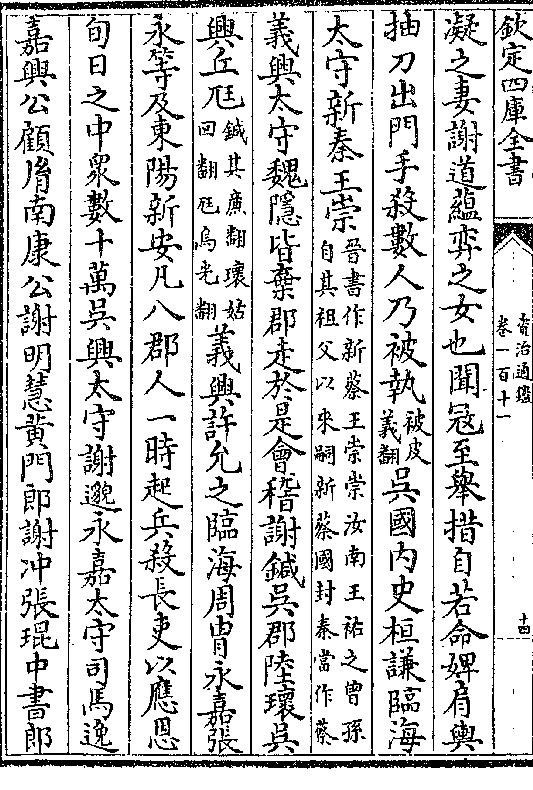 欽定四庫全書
資治通鑑
卷一百十一
十四
凝之妻謝道蘊弈之女也聞冦至舉措自若命婢肩輿
抽刀出門手殺數人乃被執被皮義翻吳國内史桓謙臨海
太守新秦王崇晉書作新蔡王崇崇汝南王祐之曾孫自其祖父以來嗣新蔡國封秦當作蔡
義興太守魏隱皆棄郡走於是會稽謝鍼吳郡陸瓌吳
興丘尫鍼其廉翻瓌姑回翻尫烏光翻義興許允之臨海周胄永嘉張
永等及東陽新安凡八郡人一時起兵殺長吏以應恩
旬日之中衆數十萬吳興太守謝邈永嘉太守司馬逸
嘉興公顧胤南康公謝明慧黄門郎謝冲張琨中書郎